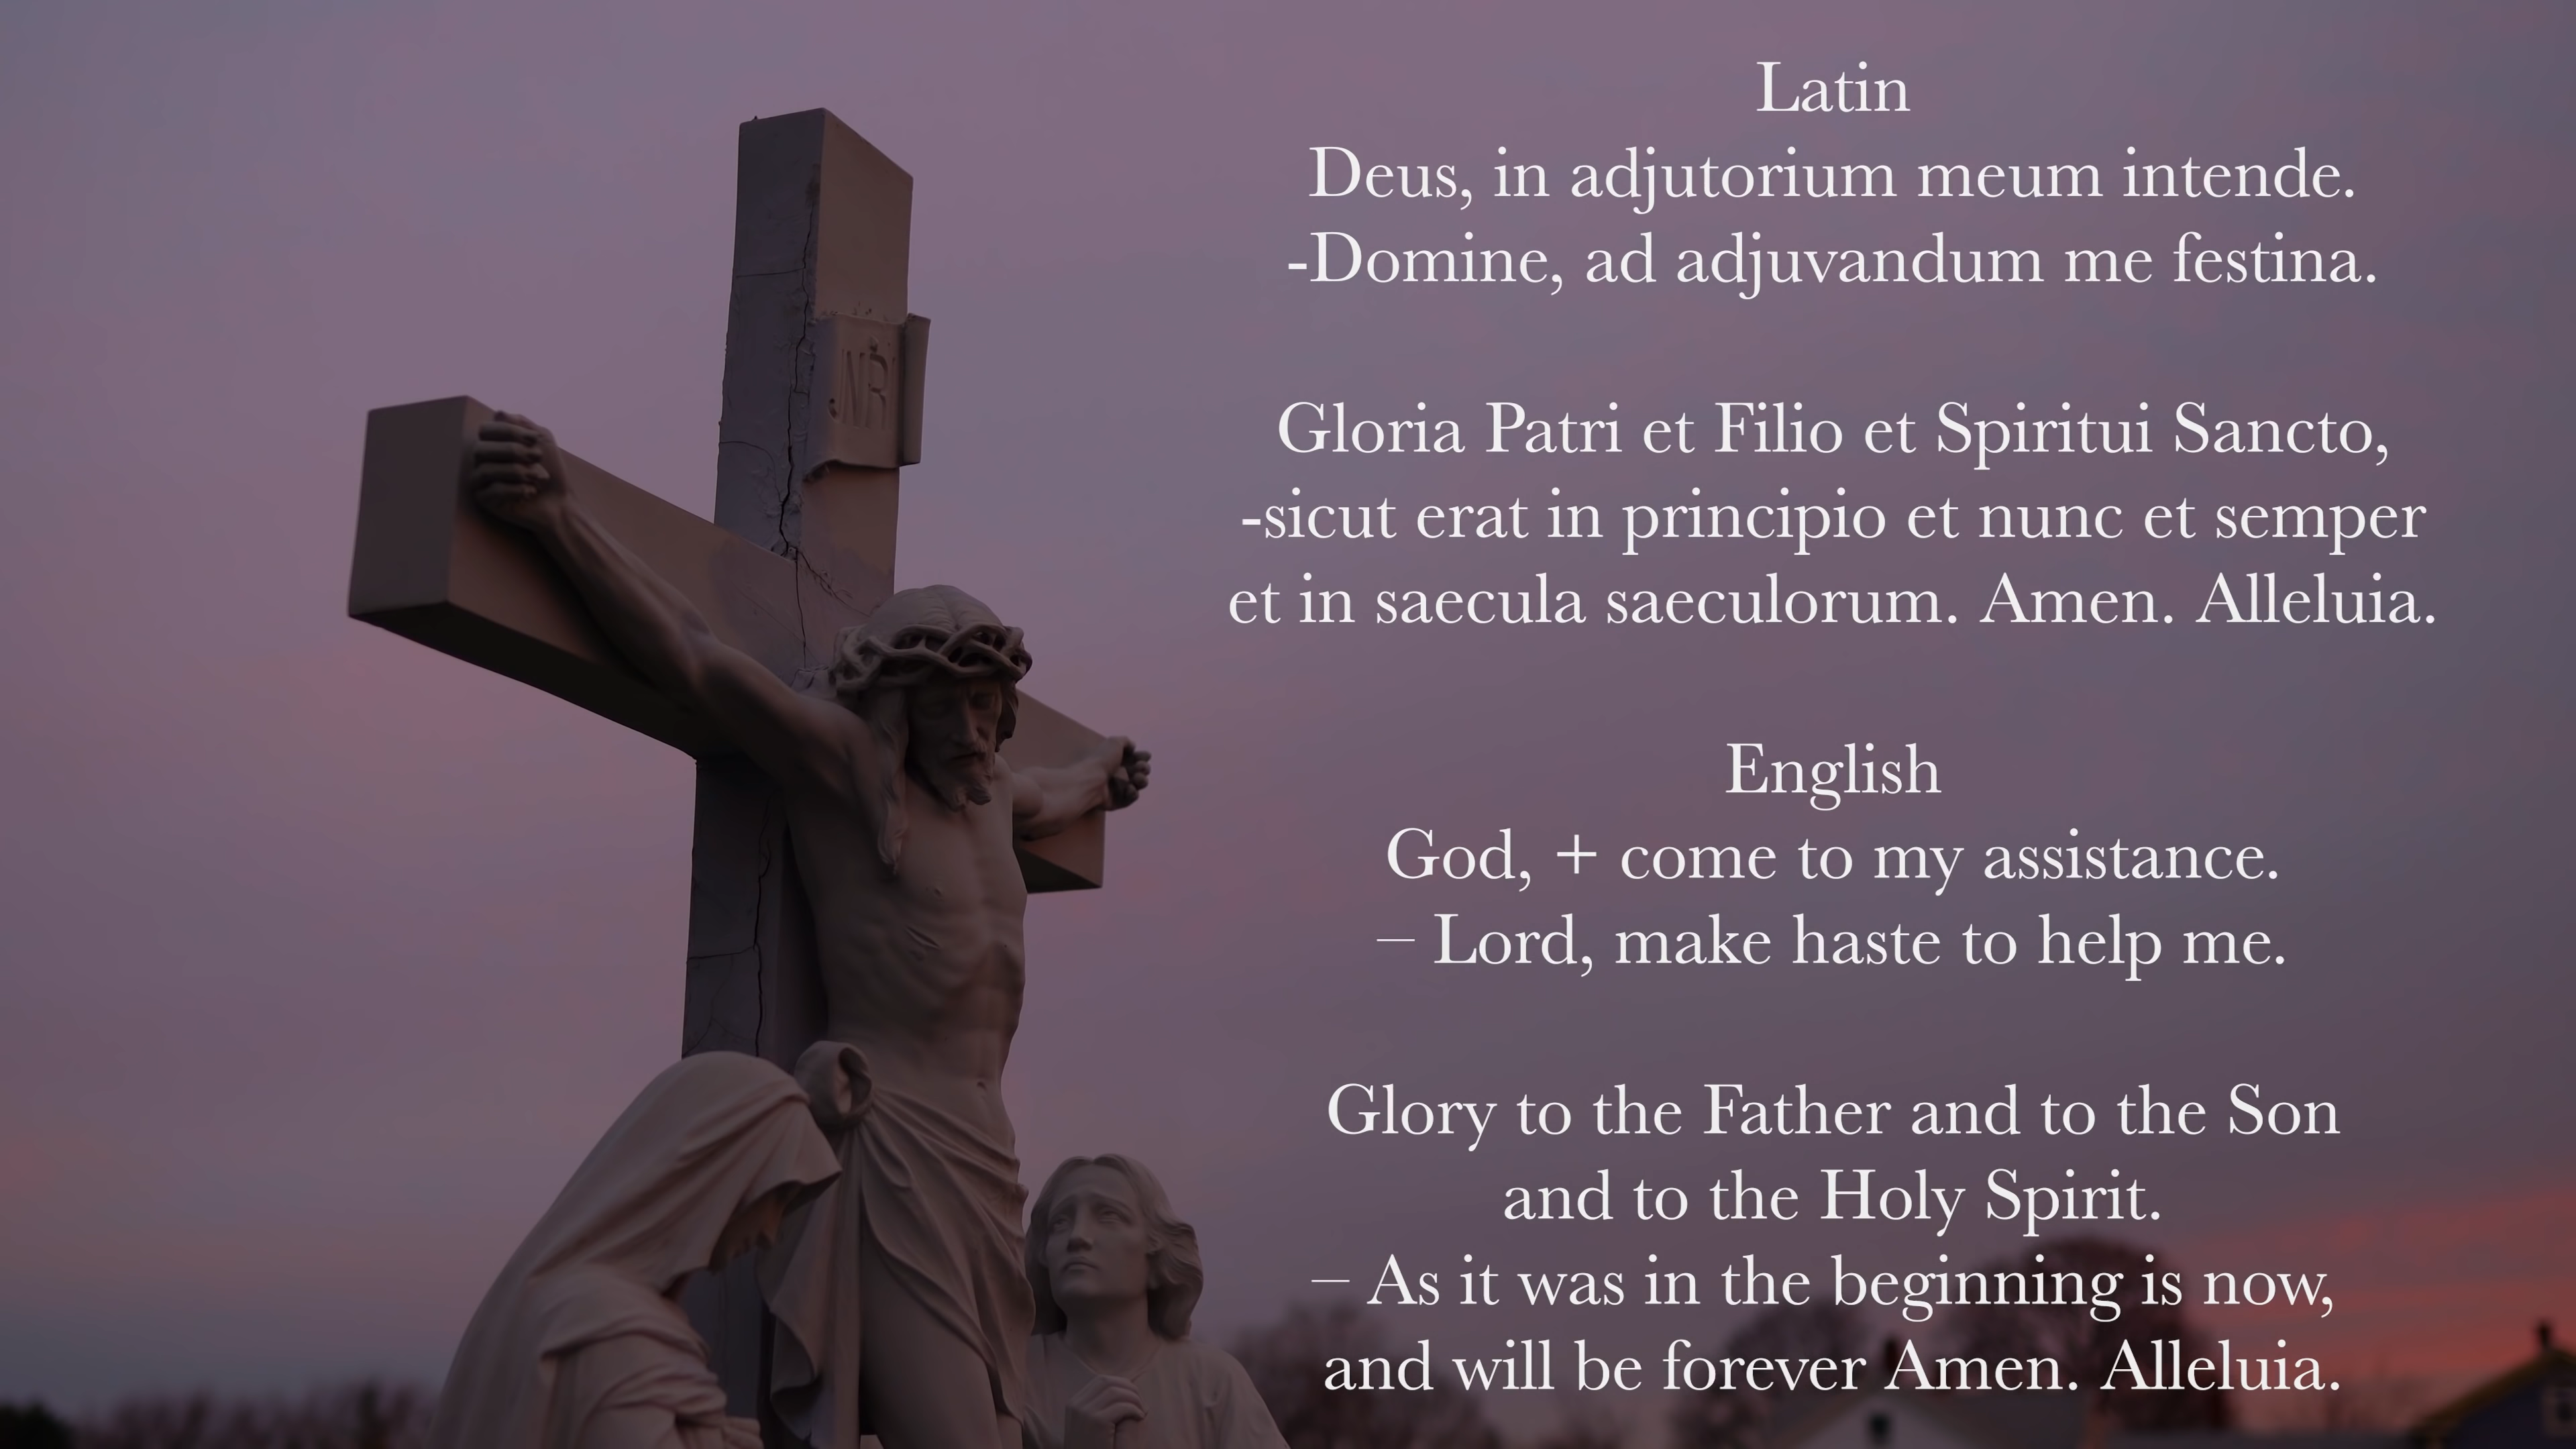 INRI
Latin
Deus, in adjutorium meum intende.
-Domine, ad adjuvandum me festina.
Gloria Patri et Filio et Spiritui Sancto,
-sicut erat in principio et nunc et semper
et in saecula saeculorum. Amen. Alleluia.
English
God, + come to my assistance.
– Lord, make haste to help me.
Glory to the Father and to the Son
and to the Holy Spirit.
– As it was in the beginning is now,
and will be forever Amen. Alleluia.